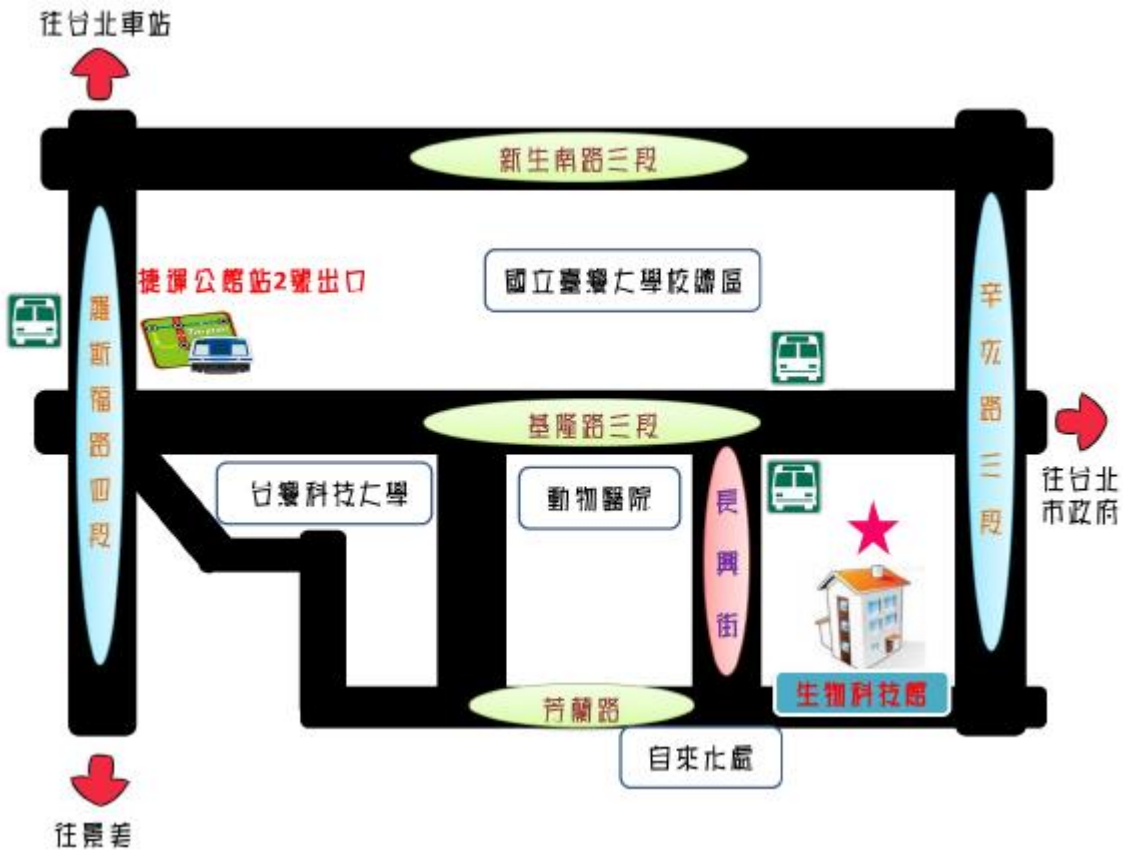 往台北車站
新生南路三段
捷運公館站2號出口
國立臺灣大學校總區
羅斯福路四段
辛亥路三段
基隆路三段
往台北
市政府
台灣科技大學
動物醫院
長興街
生物科技館
芳蘭路
自來水處
往景美